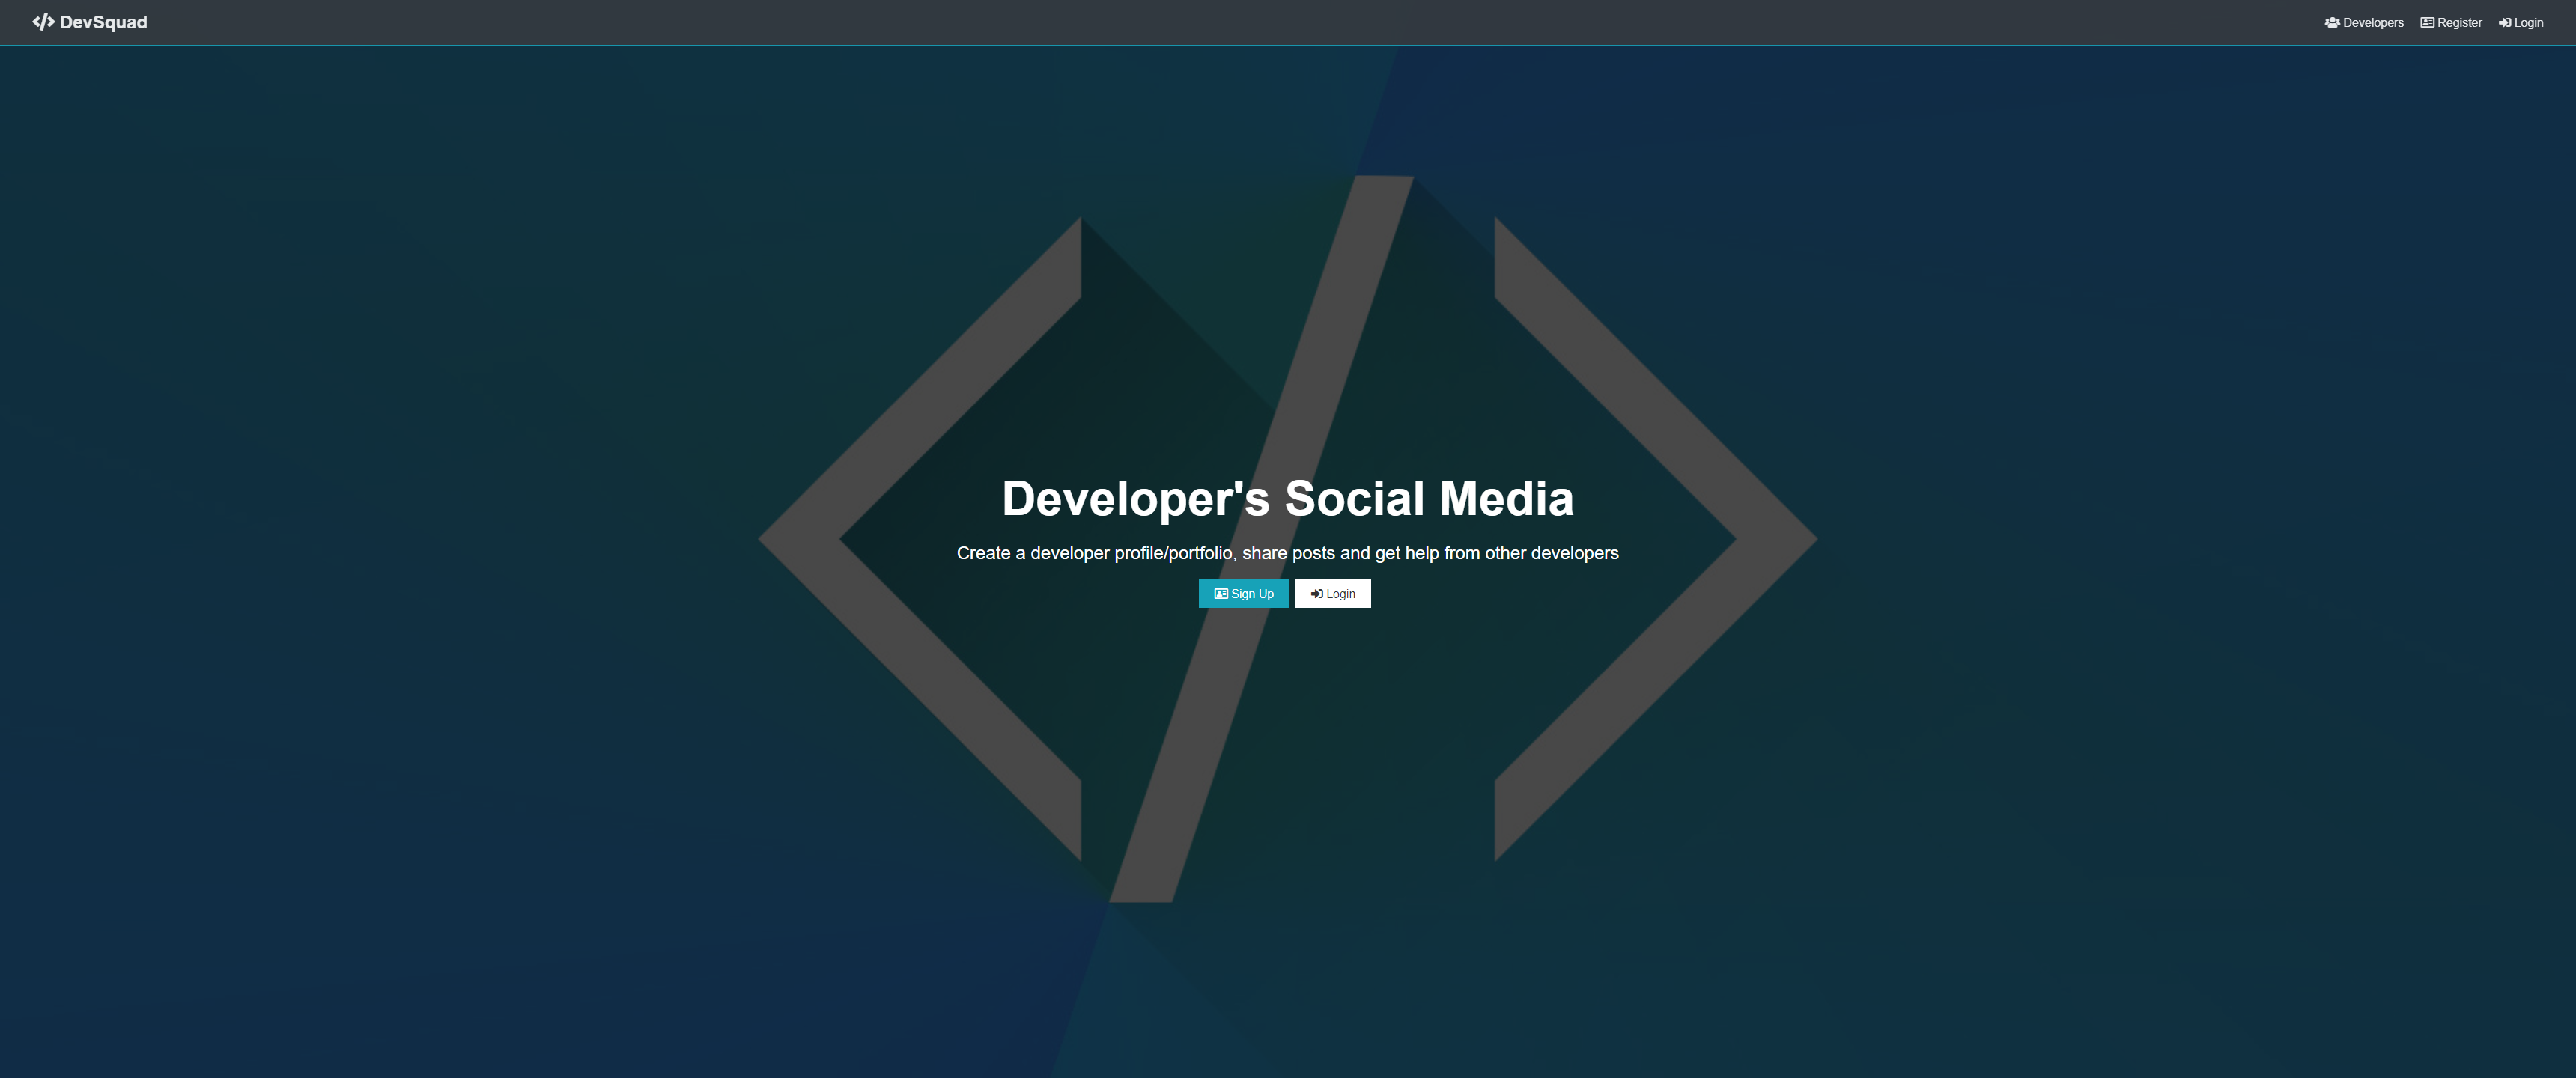 DevSquad
Developers Register Login
Developer's Social Media
Create a developer profile/portfolio, share posts and get help from other developers
Sign Up Login